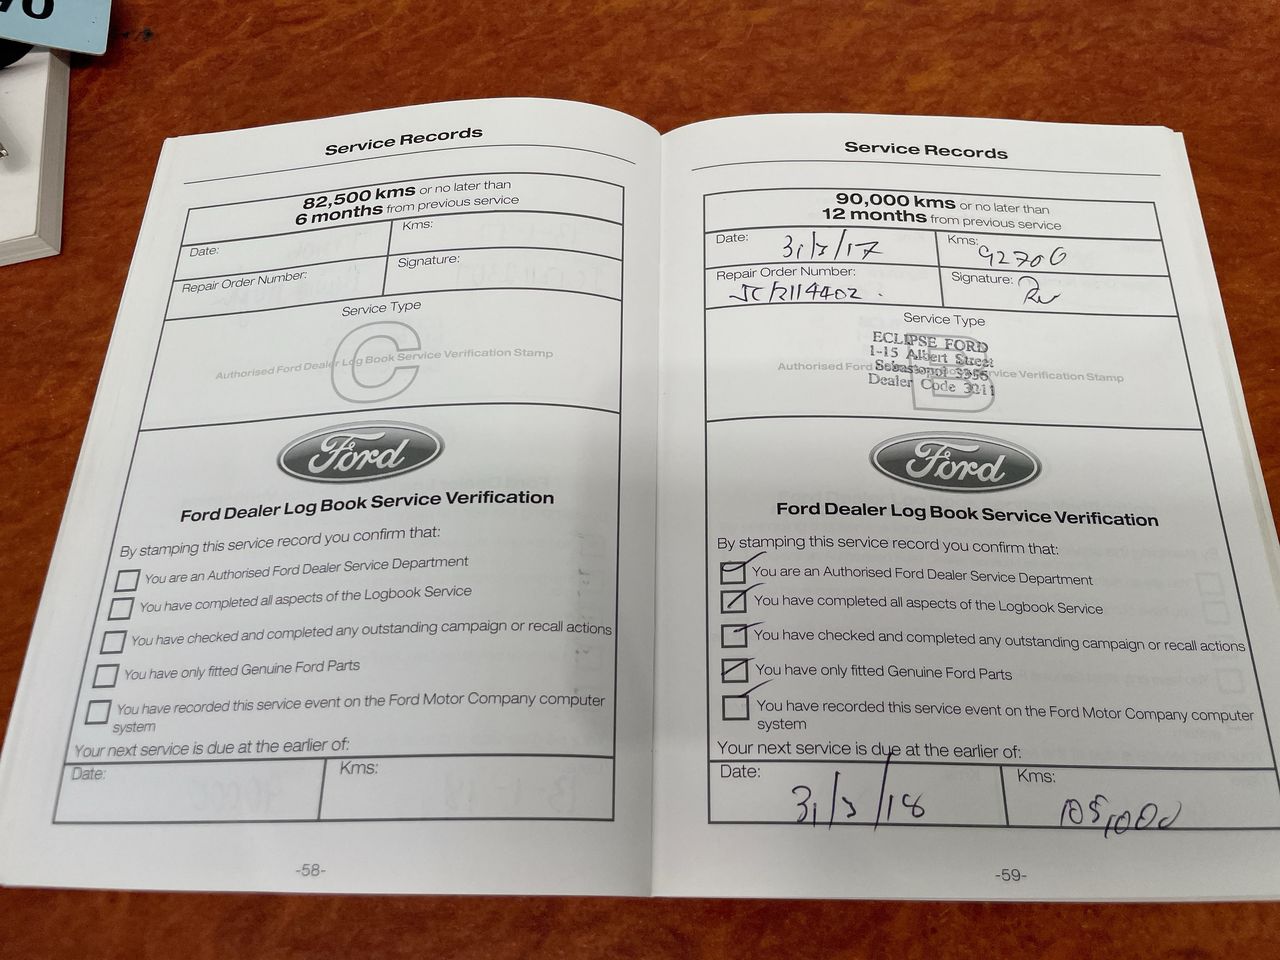 70
Service Records
82,500 kms or no later than
6 months from previous service
Date:
Kms:
Repair Order Number:
Signature:
Service Type
C
Authorised Ford Dealer Log Book Service Verification Stamp
Ford
Ford Dealer Log Book Service Verification
By stamping this service record you confirm that:
You are an Authorised Ford Dealer Service Department
You have completed all aspects of the Logbook Service
You have checked and completed any outstanding campaign or recall actions
You have only fitted Genuine Ford Parts
You have recorded this service event on the Ford Motor Company computer
system
Your next service is due at the earlier of:
Date:
Kms:
-58-
Service Records
90,000 kms or no later than
12 months from previous service
Date: 31/3/17
Kms: 92700
Repair Order Number:
Signature:
Service Type
ECLIPSE FORD
1-15 Albert Street
Sebastopol 3356
Dealer Code 3211
B
Authorised Ford Service Verification Stamp
Ford
Ford Dealer Log Book Service Verification
By stamping this service record you confirm that:
You are an Authorised Ford Dealer Service Department
You have completed all aspects of the Logbook Service
You have checked and completed any outstanding campaign or recall actions
You have only fitted Genuine Ford Parts
You have recorded this service event on the Ford Motor Company computer
system
Your next service is due at the earlier of:
Date: 31/3/18
Kms: 105,000
-59-